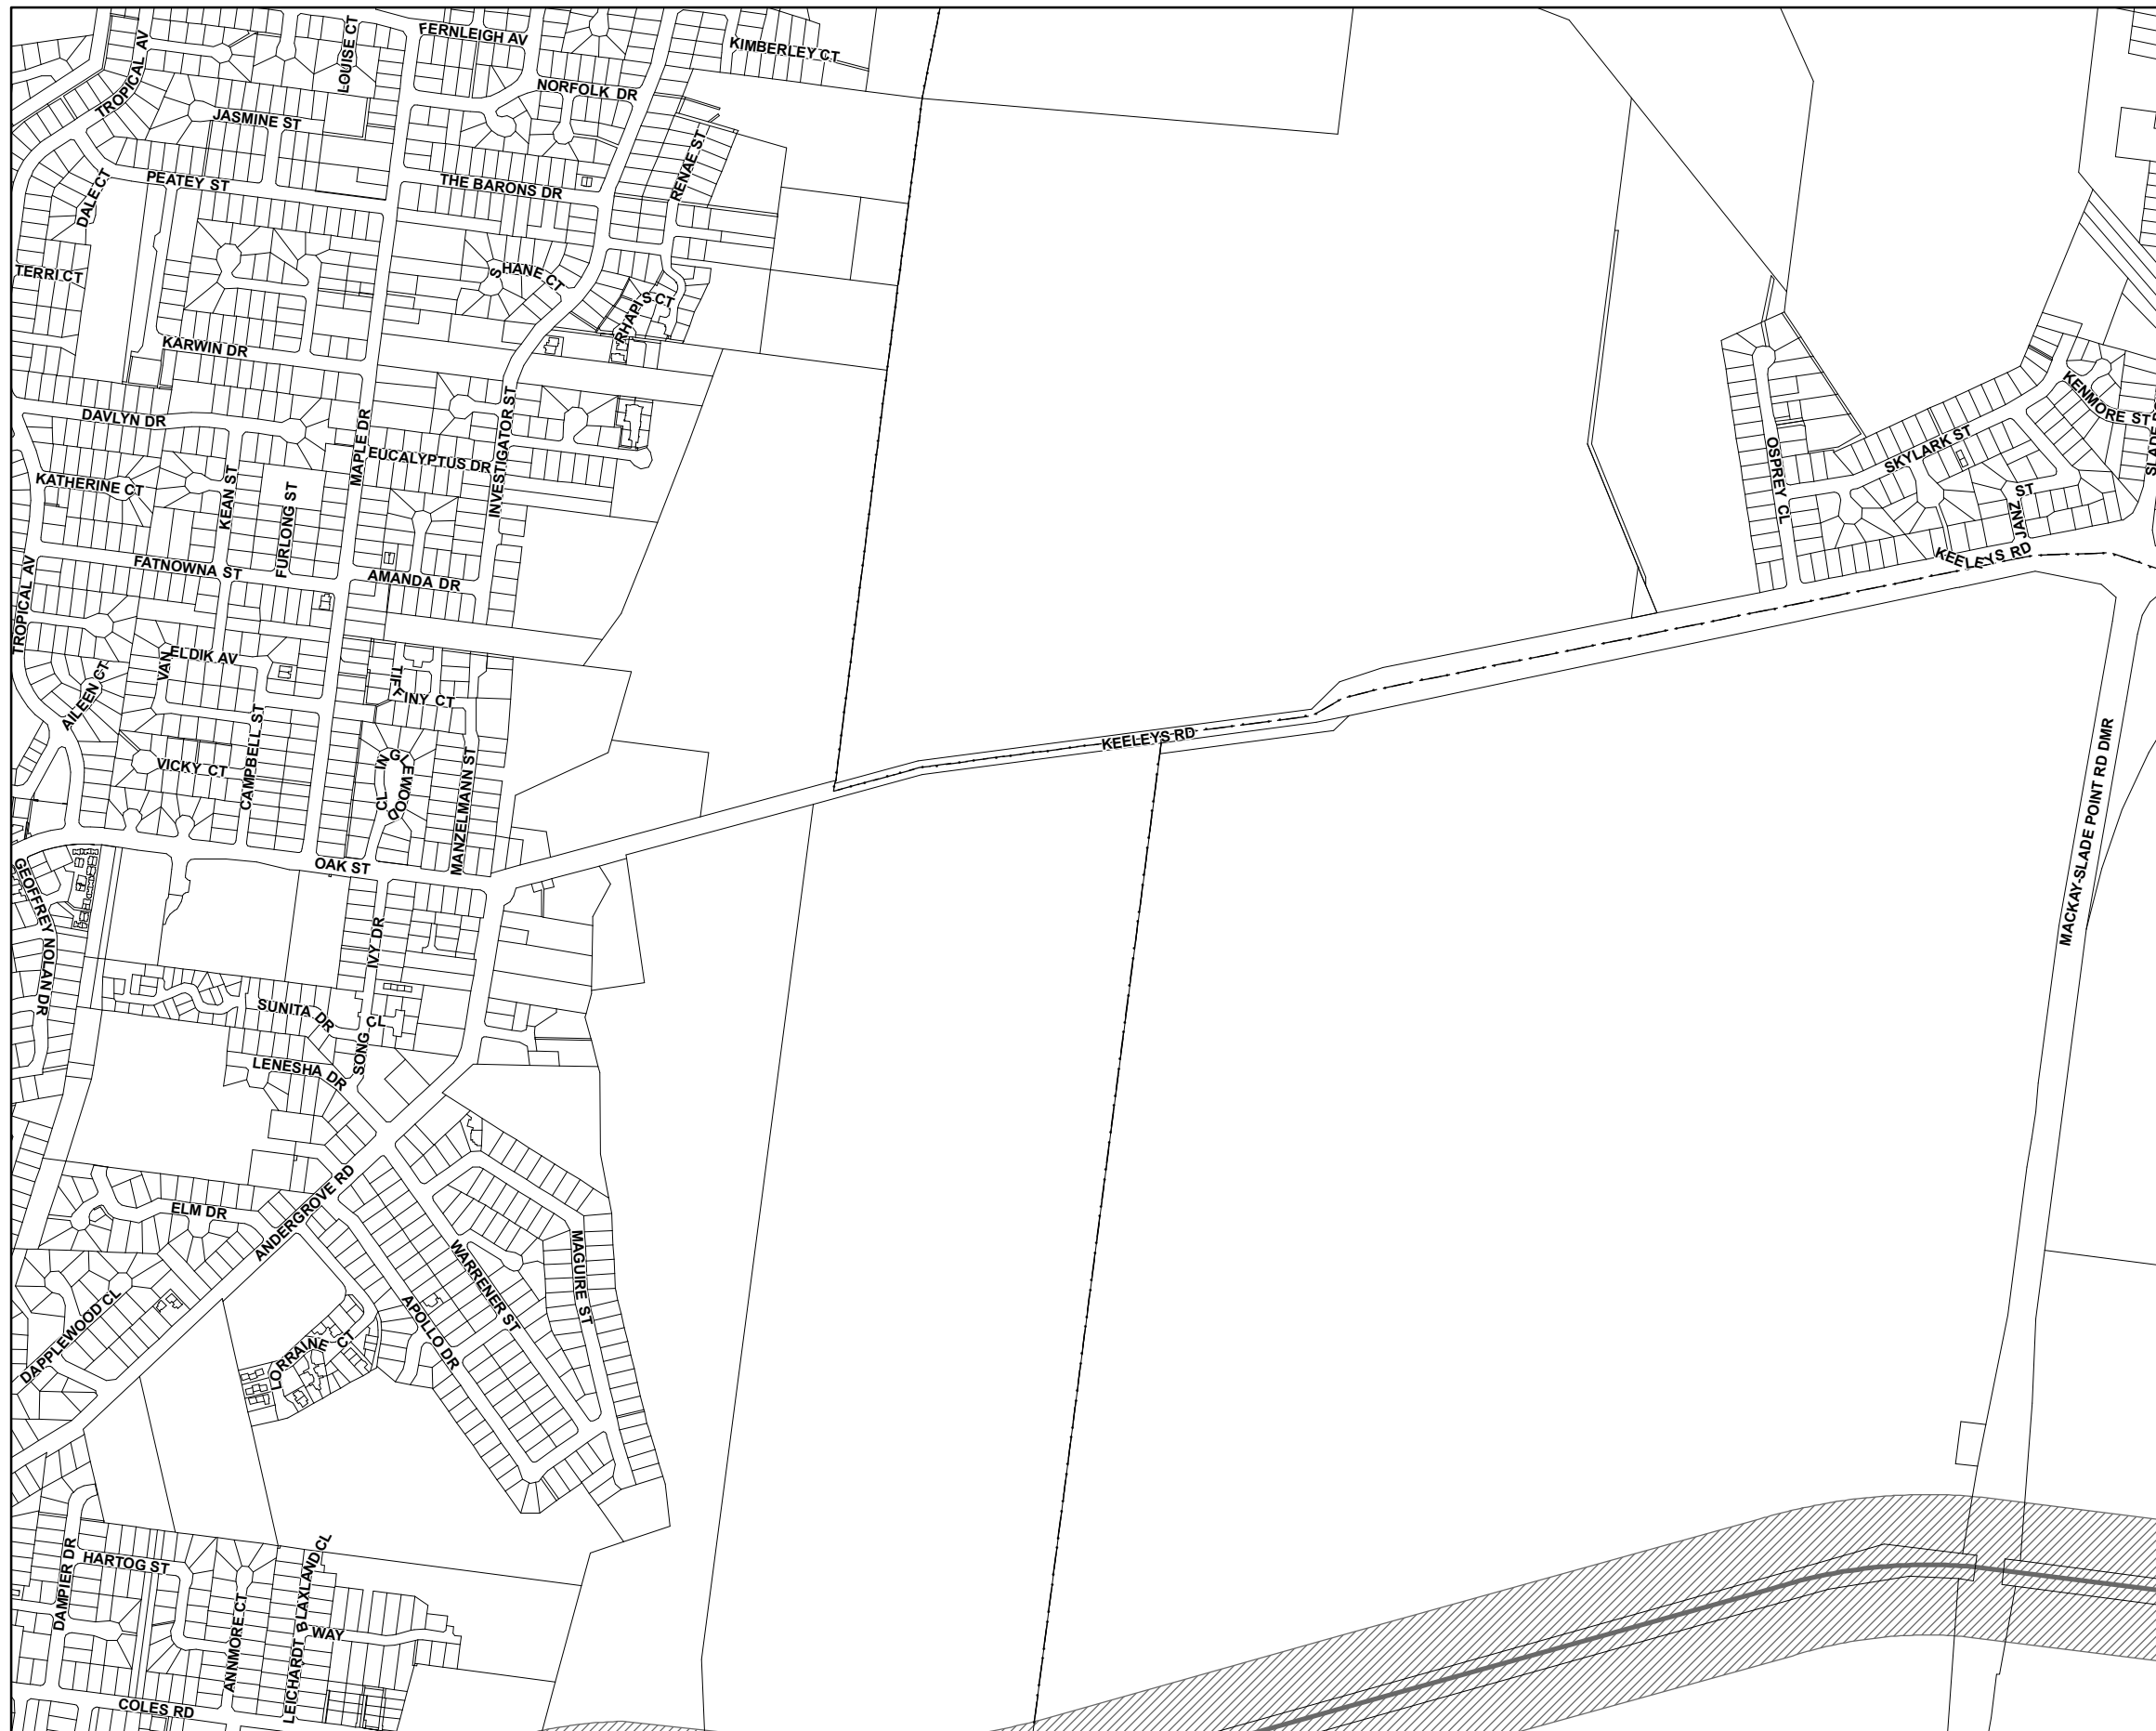 FERNLEIGH AV
KIMBERLEY CT
LOUISE CT
TROPICAL AV
NORFOLK DR
JASMINE ST
RENAE ST
PEATEY ST
THE BARONS DR
DALE CT
TERRI CT
SHANE CT
RHAPIS CT
KARWIN DR
DAVLYN DR
MAPLE DR
INVESTIGATOR ST
EUCALYPTUS DR
KATHERINE CT
KEAN ST
FURLONG ST
FATNOWNA ST
AMANDA DR
TROPICAL AV
VAN ELDIK AV
AILEEN CT
TIFFINY CT
CAMPBELL ST
VICKY CT
INGLEWOOD CL
MANZELMANN ST
OAK ST
GEOFFREY NOLAN DR
IVY DR
SUNITA DR
SONG CL
LENESHA DR
ELM DR
ANDERGROVE RD
WARRENER ST
MAGUIRE ST
DAPPLEWOOD CL
LORRAINE CT
APOLLO DR
HARTOG ST
DAMPIER DR
ANNMORE CT
BLAXLAND CL
LEICHARDT WAY
COLES RD
KEELEYS RD
KENMORE ST
SKYLARK ST
OSPREY CL
JANZ ST
KEELEYS RD
SLADE
MACKAY-SLADE POINT RD DMR